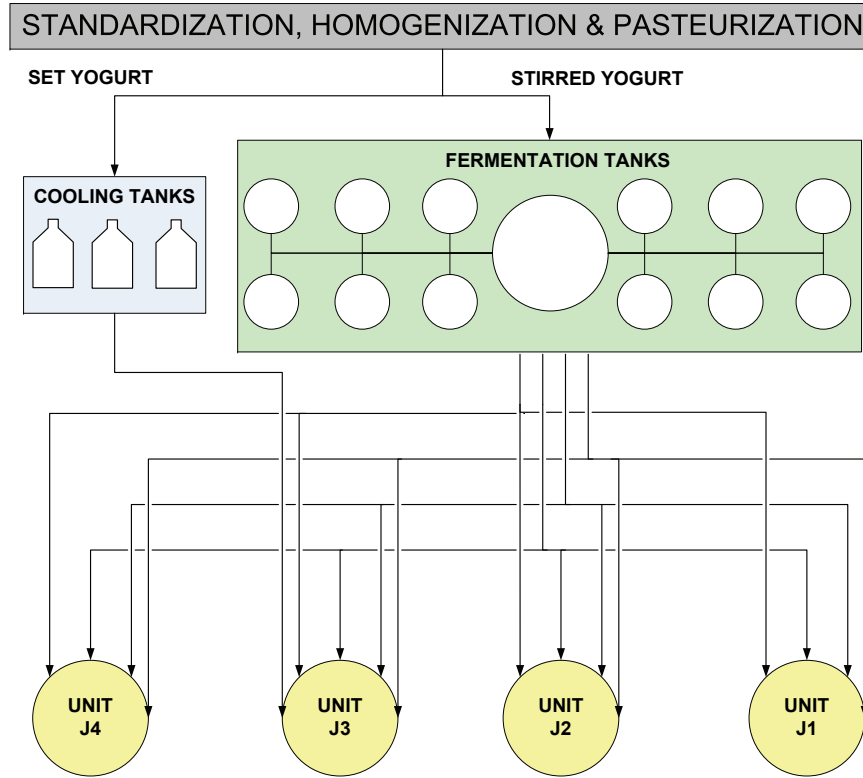 STANDARDIZATION, HOMOGENIZATION & PASTEURIZATION
SET YOGURT
STIRRED YOGURT
FERMENTATION TANKS
COOLING TANKS
UNIT
J4
UNIT
J3
UNIT
J2
UNIT
J1